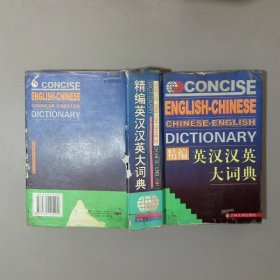 CONCISE
ENGLISH-CHINESE
CHINESE-ENGLISH
DICTIONARY
精编英汉汉英大词典
CONCISE
ENGLISH-CHINESE
CHINESE-ENGLISH
DICTIONARY
精编
英汉汉英
大词典